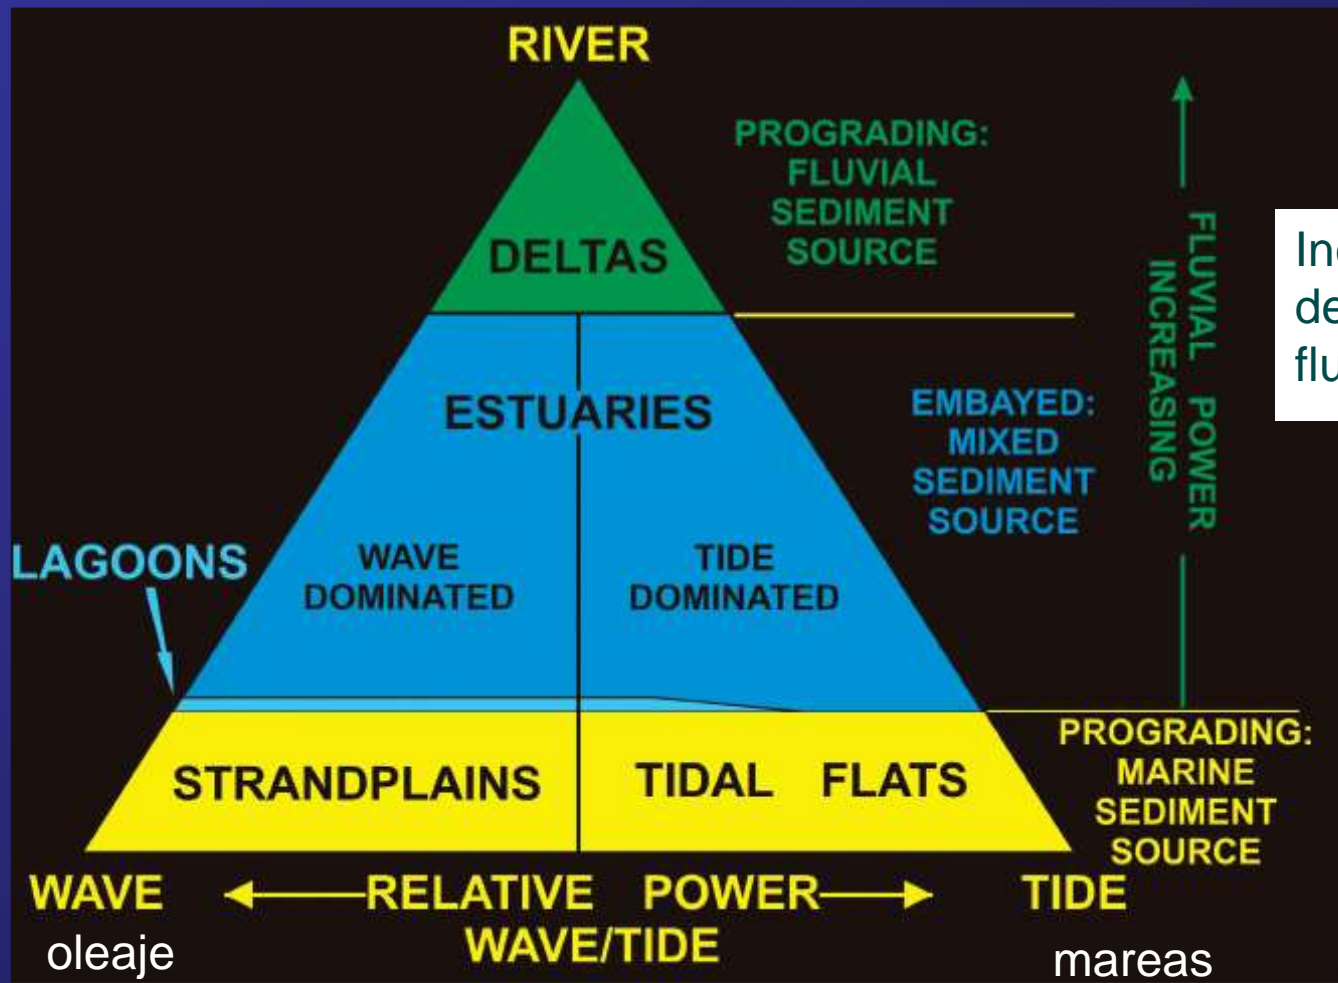 RIVER
PROGRADING:
FLUVIAL
SEDIMENT
SOURCE
DELTAS
FLUVIAL POWER
INCREASING
ESTUARIES
EMBAYED:
MIXED
SEDIMENT
SOURCE
LAGOONS
WAVE
DOMINATED
TIDE
DOMINATED
STRANDPLAINS
TIDAL FLATS
PROGRADING:
MARINE
SEDIMENT
SOURCE
WAVE
RELATIVE POWER
TIDE
WAVE/TIDE
oleaje
mareas